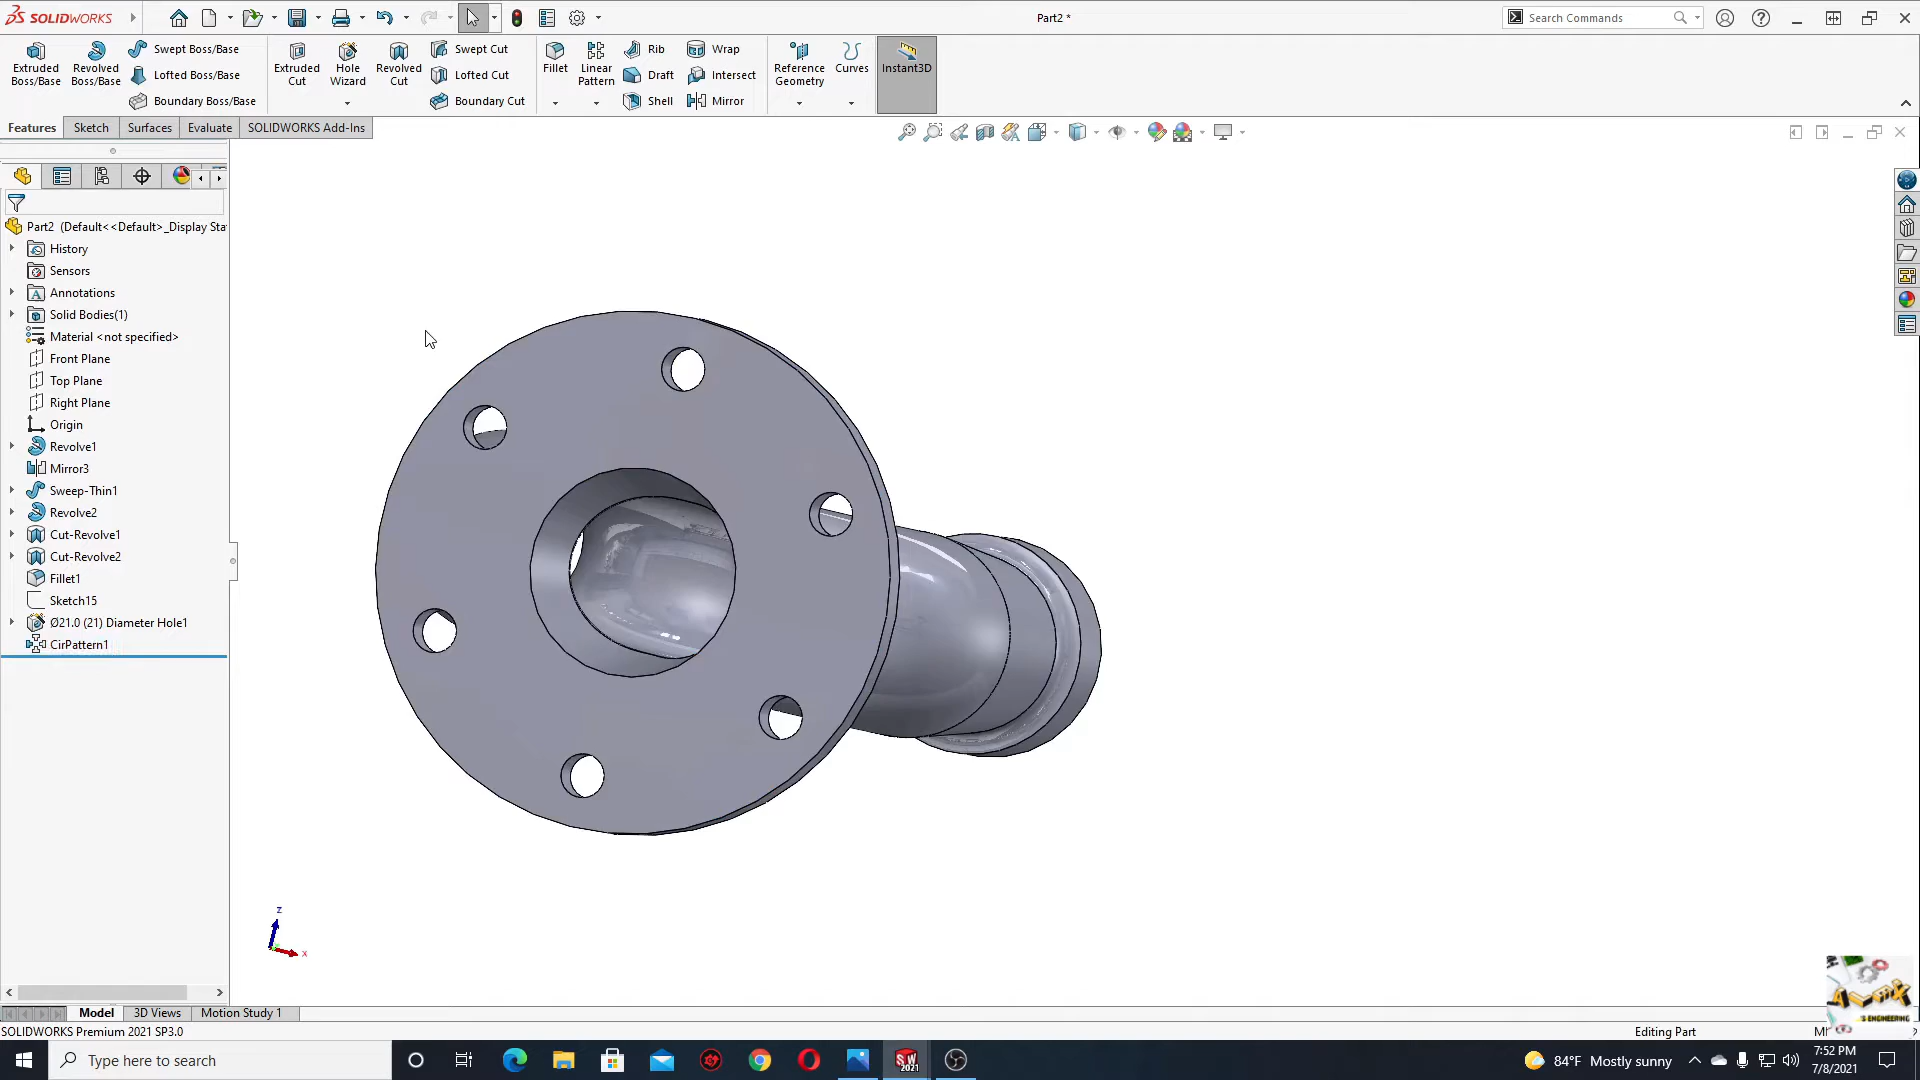 SOLIDWORKS
Part2 *
Search Commands
Extruded Boss/Base
Revolved Boss/Base
Swept Boss/Base
Lofted Boss/Base
Boundary Boss/Base
Extruded Cut
Hole Wizard
Revolved Cut
Swept Cut
Lofted Cut
Boundary Cut
Fillet
Linear Pattern
Rib
Draft
Shell
Wrap
Intersect
Mirror
Reference Geometry
Curves
Instant3D
Features
Sketch
Surfaces
Evaluate
SOLIDWORKS Add-Ins
Part2 (Default<<Default>_Display Sta
History
Sensors
Annotations
Solid Bodies(1)
Material <not specified>
Front Plane
Top Plane
Right Plane
Origin
Revolve1
Mirror3
Sweep-Thin1
Revolve2
Cut-Revolve1
Cut-Revolve2
Fillet1
Sketch15
Ø21.0 (21) Diameter Hole1
CirPattern1
z
x
Model
3D Views
Motion Study 1
SOLIDWORKS Premium 2021 SP3.0
Editing Part
Type here to search
SW
2021
84°F Mostly sunny
7:52 PM
7/8/2021